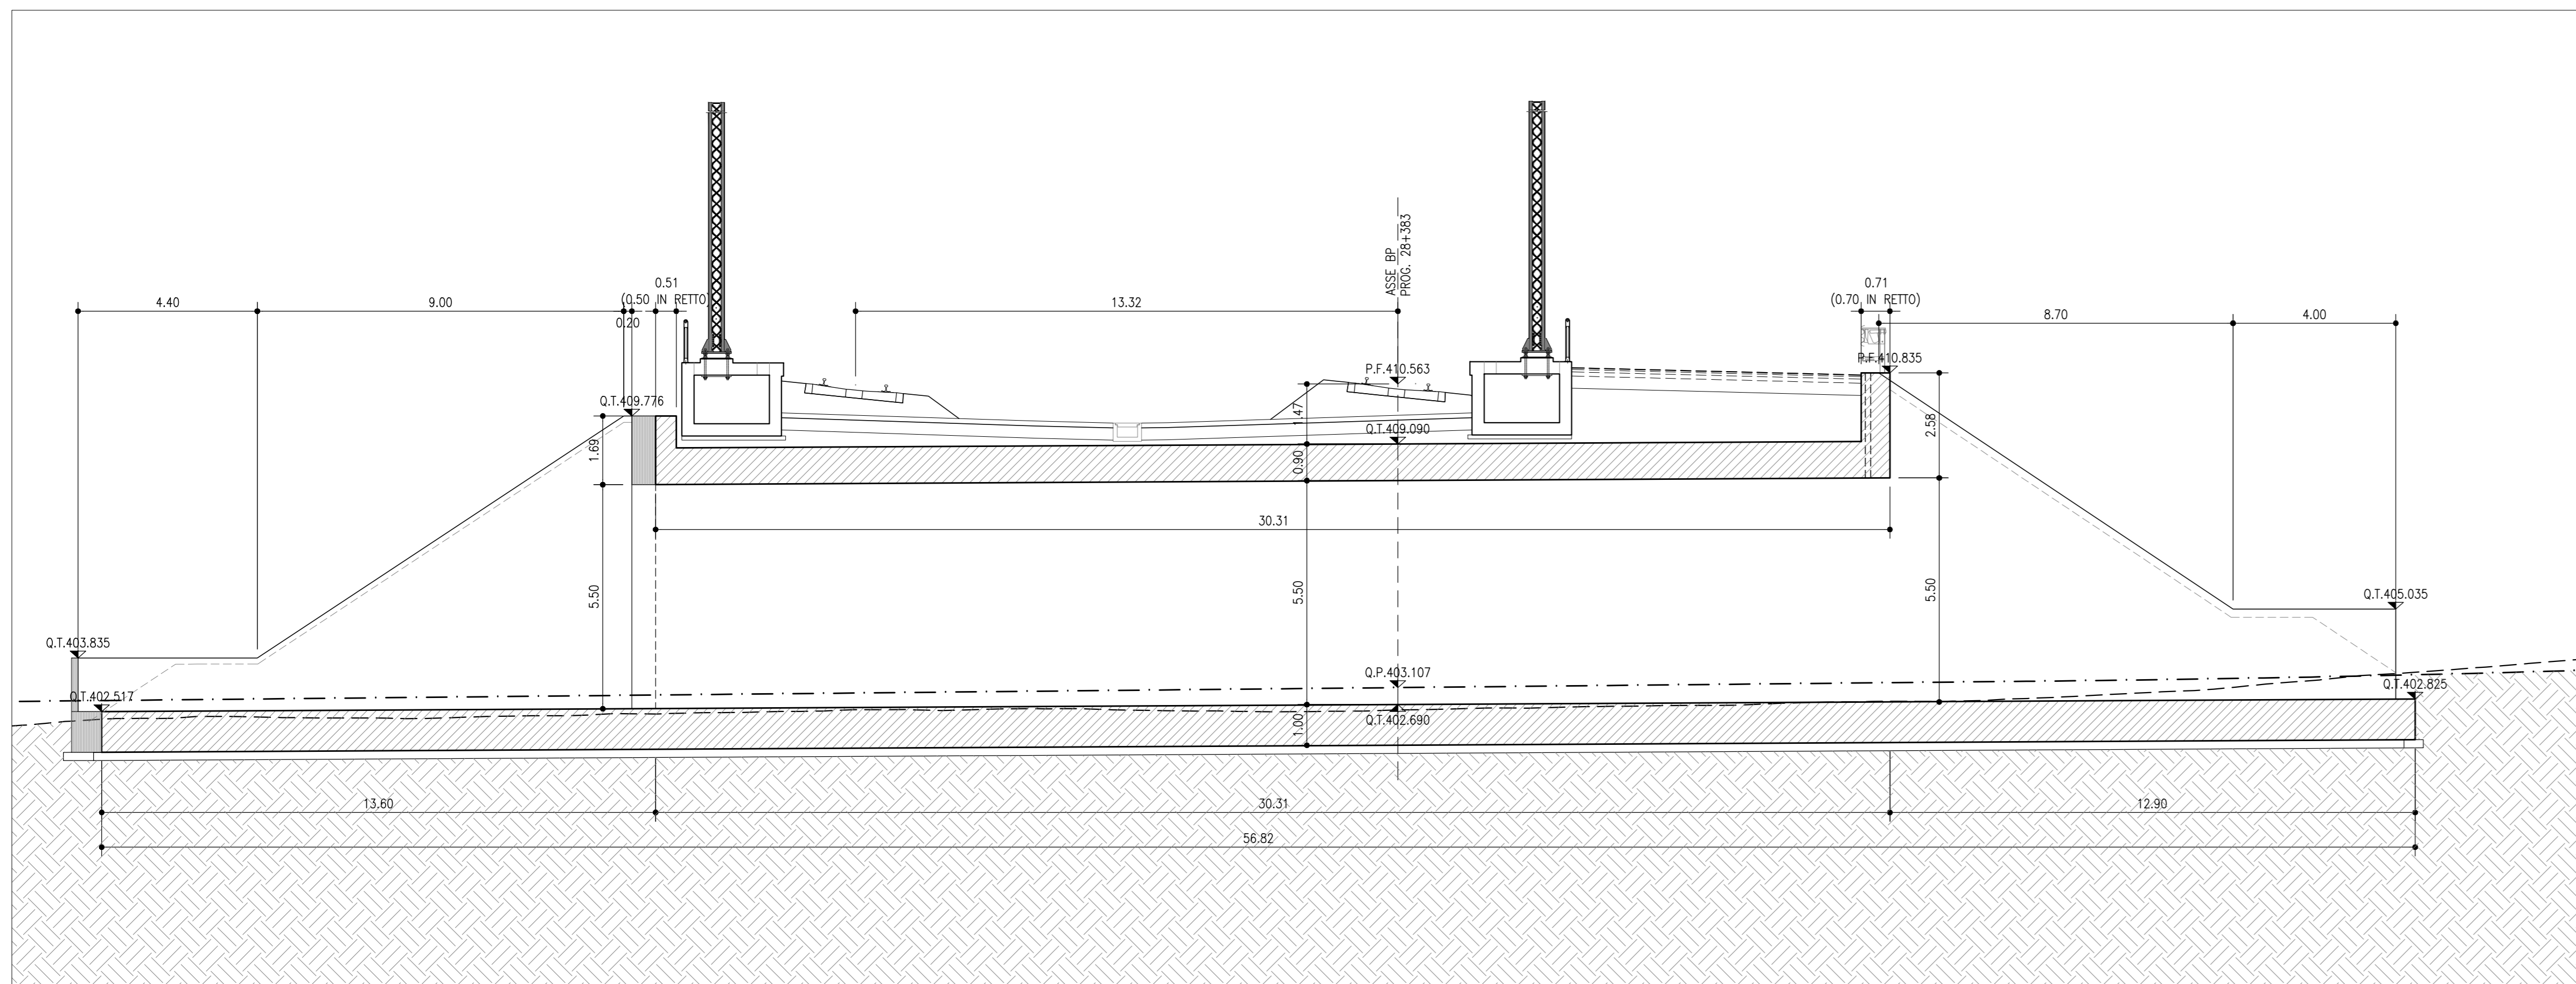 ASSE BP
PROG. 28+383
0.51
(0.50 IN RETTO)
0.71
(0.70 IN RETTO)
4.40
9.00
0.20
13.32
8.70
4.00
P.F.410.835
P.F.410.563
Q.T.409.776
1.47
2.58
Q.T.409.090
1.69
0.90
30.31
5.50
5.50
5.50
Q.T.405.035
Q.T.403.835
Q.P.403.107
Q.T.402.825
Q.T.402.517
Q.T.402.690
1.00
13.60
30.31
12.90
56.82